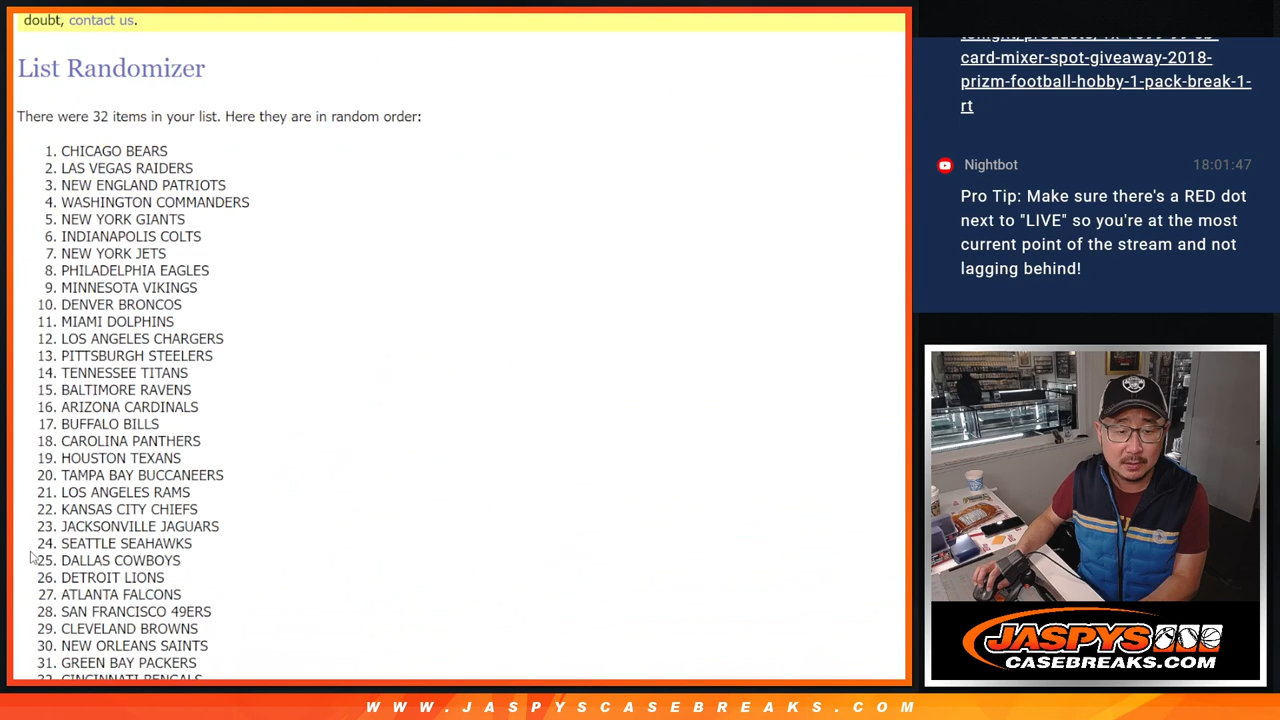 doubt, contact us.
List Randomizer
There were 32 items in your list. Here they are in random order:
1. CHICAGO BEARS
2. LAS VEGAS RAIDERS
3. NEW ENGLAND PATRIOTS
4. WASHINGTON COMMANDERS
5. NEW YORK GIANTS
6. INDIANAPOLIS COLTS
7. NEW YORK JETS
8. PHILADELPHIA EAGLES
9. MINNESOTA VIKINGS
10. DENVER BRONCOS
11. MIAMI DOLPHINS
12. LOS ANGELES CHARGERS
13. PITTSBURGH STEELERS
14. TENNESSEE TITANS
15. BALTIMORE RAVENS
16. ARIZONA CARDINALS
17. BUFFALO BILLS
18. CAROLINA PANTHERS
19. HOUSTON TEXANS
20. TAMPA BAY BUCCANEERS
21. LOS ANGELES RAMS
22. KANSAS CITY CHIEFS
23. JACKSONVILLE JAGUARS
24. SEATTLE SEAHAWKS
25. DALLAS COWBOYS
26. DETROIT LIONS
27. ATLANTA FALCONS
28. SAN FRANCISCO 49ERS
29. CLEVELAND BROWNS
30. NEW ORLEANS SAINTS
31. GREEN BAY PACKERS
32. CINCINNATI BENGALS
card-mixer-spot-giveaway-2018-
prizm-football-hobby-1-pack-break-1-
rt
Nightbot 18:01:47
Pro Tip: Make sure there's a RED dot
next to "LIVE" so you're at the most
current point of the stream and not
lagging behind!
JASPYS
CASEBREAKS.COM
WWW.JASPYSCASEBREAKS.COM